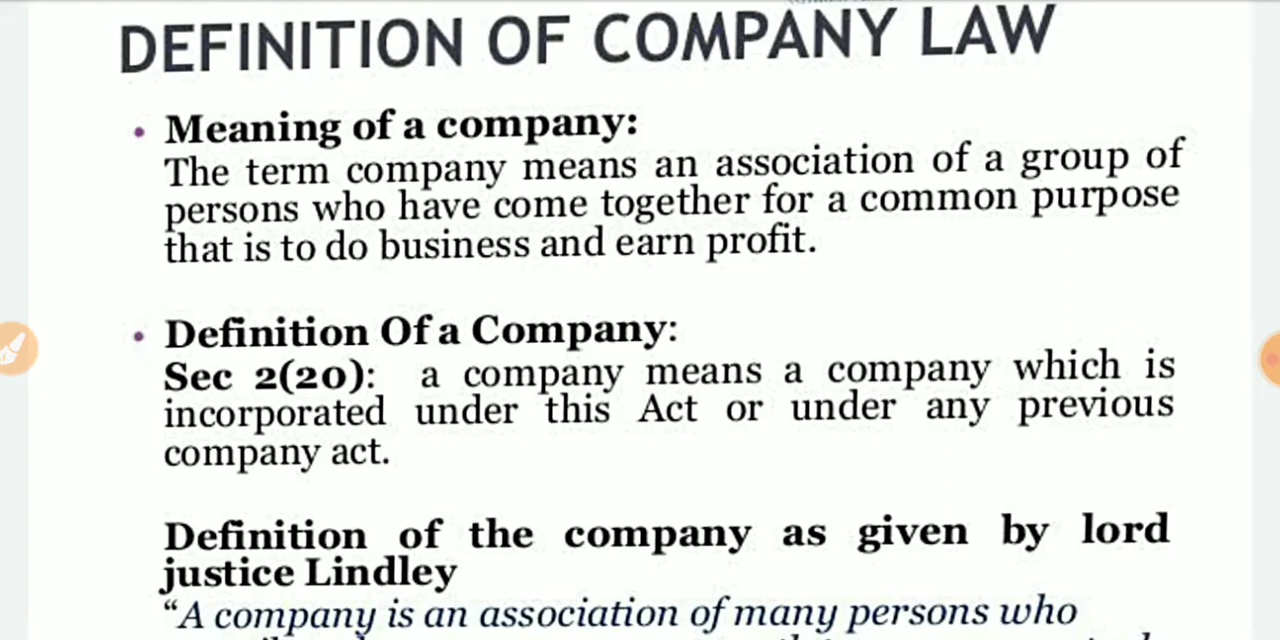 DEFINITION OF COMPANY LAW
• Meaning of a company:
The term company means an association of a group of
persons who have come together for a common purpose
that is to do business and earn profit.
• Definition Of a Company:
Sec 2(20): a company means a company which is
incorporated under this Act or under any previous
company act.
Definition of the company as given by lord
justice Lindley
“A company is an association of many persons who